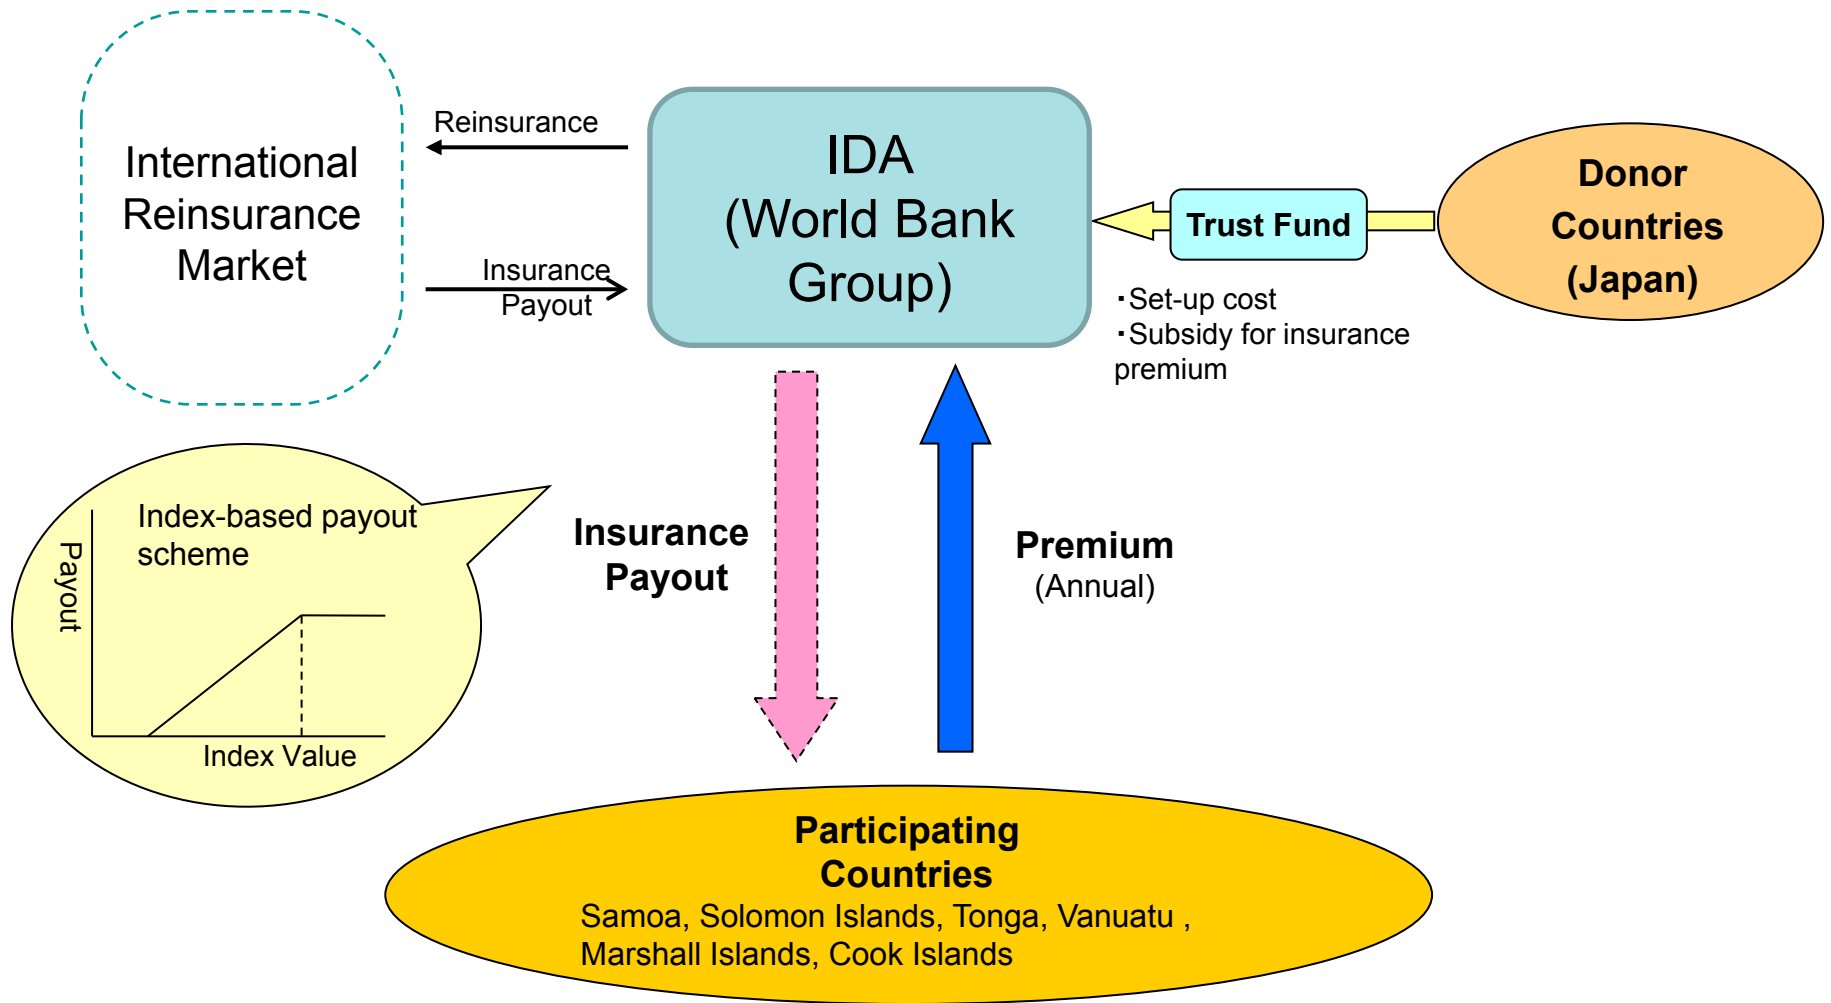 International
Reinsurance
Market
Reinsurance
Insurance
Payout
IDA
(World Bank
Group)
Trust Fund
Donor
Countries
(Japan)
・Set-up cost
・Subsidy for insurance
premium
Index-based payout
scheme
Payout
Index Value
Insurance
Payout
Premium
(Annual)
Participating
Countries
Samoa, Solomon Islands, Tonga, Vanuatu ,
Marshall Islands, Cook Islands